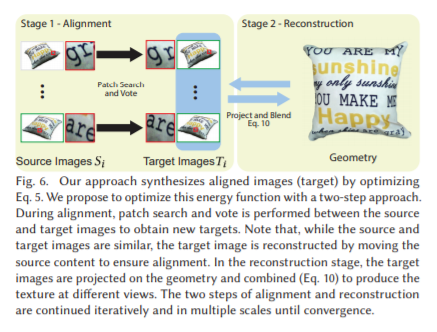 Stage 1 - Alignment
Stage 2 - Reconstruction
gr
gr
Patch Search
and Vote
are
are
Source Images Si
Target Images Ti
Project and Blend
Eq. 10
YOU ARE MY
sunshine
my only sunshine
YOU MAKE ME
Happy
when skies are gray
Geometry
Fig. 6. Our approach synthesizes aligned images (target) by optimizing
Eq. 5. We propose to optimize this energy function with a two-step approach.
During alignment, patch search and vote is performed between the source
and target images to obtain new targets. Note that, while the source and
target images are similar, the target image is reconstructed by moving the
source content to ensure alignment. In the reconstruction stage, the target
images are projected on the geometry and combined (Eq. 10) to produce the
texture at different views. The two steps of alignment and reconstruction
are continued iteratively and in multiple scales until convergence.